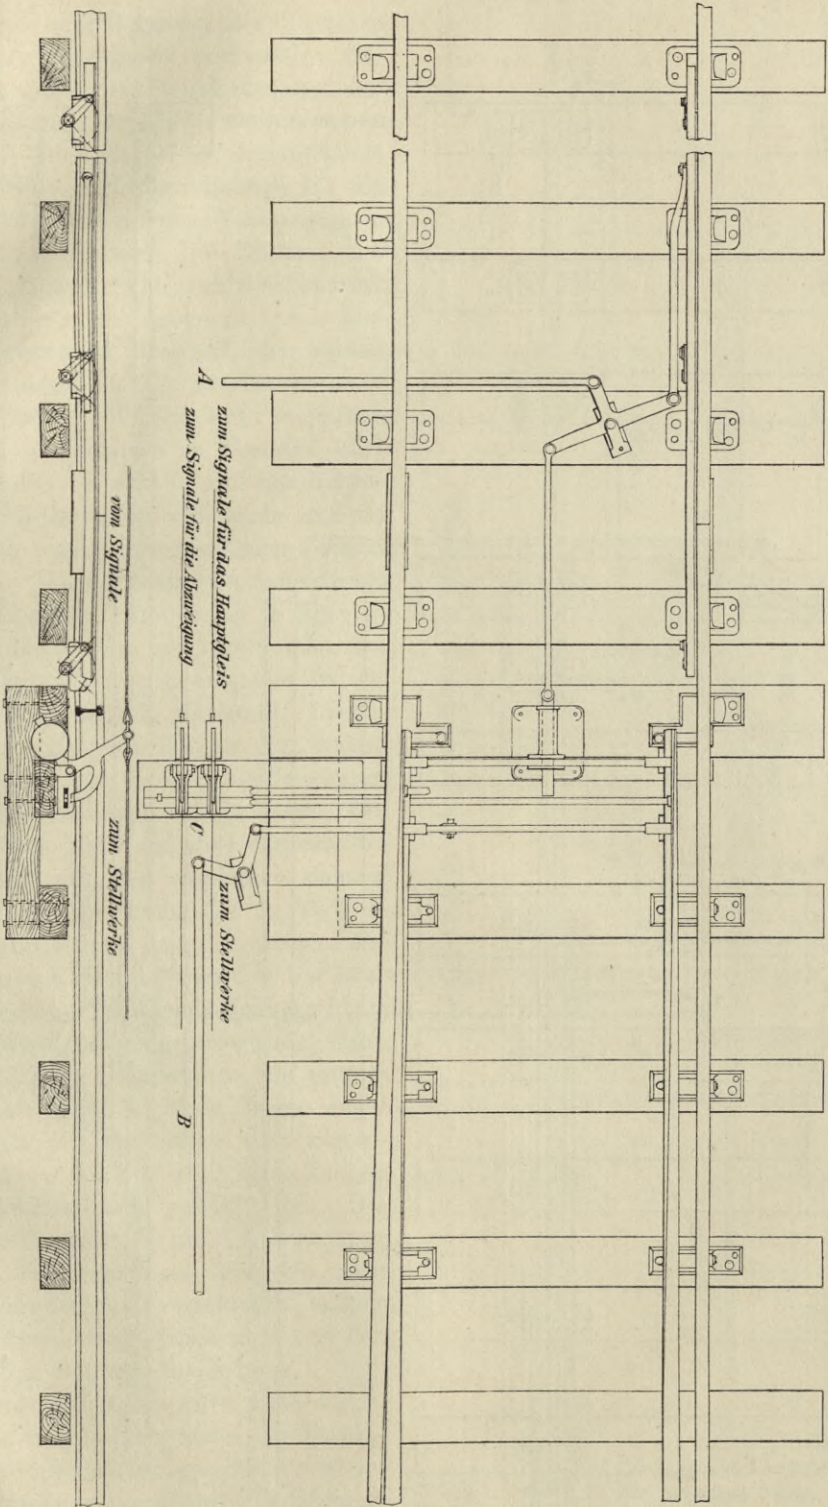 A
zum Signale für das Hauptgleis
zum Signale für die Abzweigung
C
zum Stellwerke
B
vom Signale
zum Stellwerke